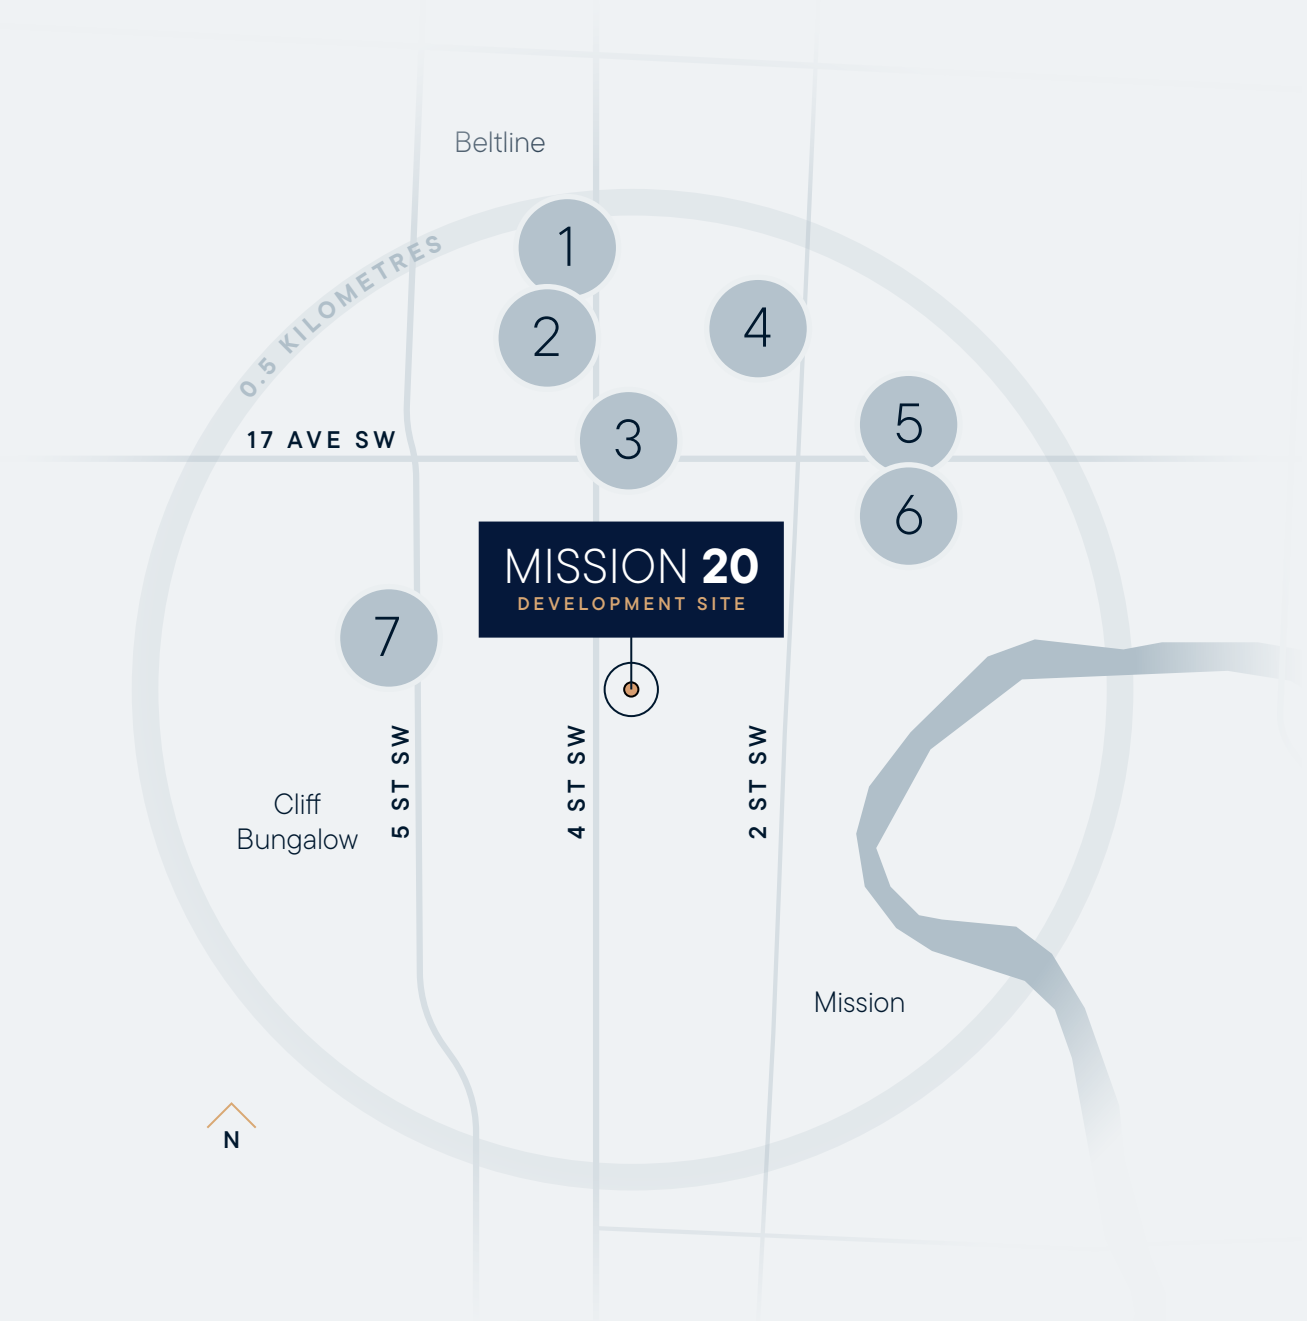 Beltline
0.5 KILOMETRES
1
2
4
3
5
17 AVE SW
6
MISSION 20
DEVELOPMENT SITE
7
5 ST SW
4 ST SW
2 ST SW
Cliff
Bungalow
Mission
N